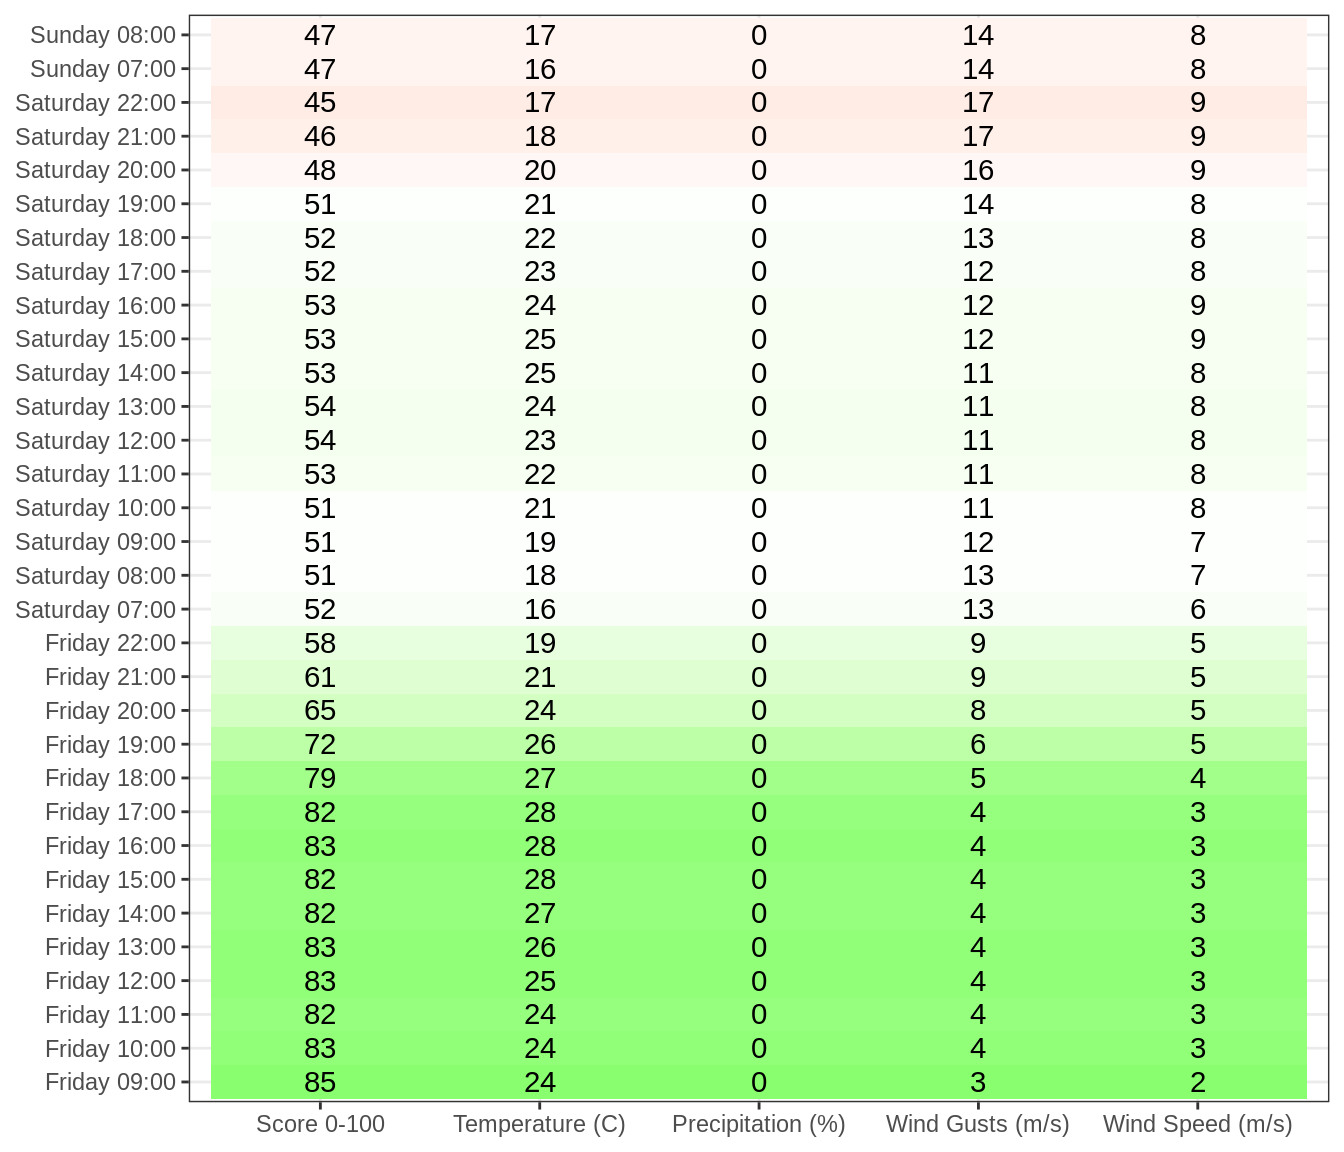 Sunday 08:00 47 17 0 14 8
Sunday 07:00 47 16 0 14 8
Saturday 22:00 45 17 0 17 9
Saturday 21:00 46 18 0 17 9
Saturday 20:00 48 20 0 16 9
Saturday 19:00 51 21 0 14 8
Saturday 18:00 52 22 0 13 8
Saturday 17:00 52 23 0 12 8
Saturday 16:00 53 24 0 12 9
Saturday 15:00 53 25 0 12 9
Saturday 14:00 53 25 0 11 8
Saturday 13:00 54 24 0 11 8
Saturday 12:00 54 23 0 11 8
Saturday 11:00 53 22 0 11 8
Saturday 10:00 51 21 0 11 8
Saturday 09:00 51 19 0 12 7
Saturday 08:00 51 18 0 13 7
Saturday 07:00 52 16 0 13 6
Friday 22:00 58 19 0 9 5
Friday 21:00 61 21 0 9 5
Friday 20:00 65 24 0 8 5
Friday 19:00 72 26 0 6 5
Friday 18:00 79 27 0 5 4
Friday 17:00 82 28 0 4 3
Friday 16:00 83 28 0 4 3
Friday 15:00 82 28 0 4 3
Friday 14:00 82 27 0 4 3
Friday 13:00 83 26 0 4 3
Friday 12:00 83 25 0 4 3
Friday 11:00 82 24 0 4 3
Friday 10:00 83 24 0 4 3
Friday 09:00 85 24 0 3 2
Score 0-100 Temperature (C) Precipitation (%) Wind Gusts (m/s) Wind Speed (m/s)